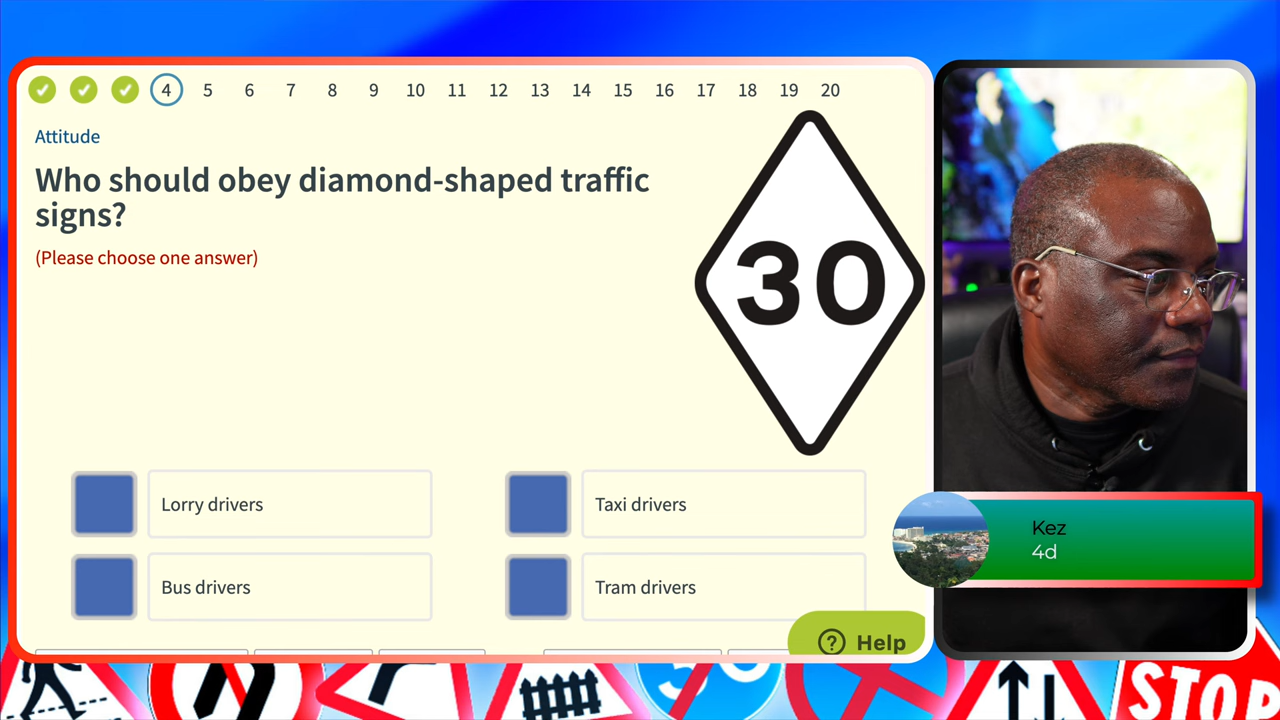 4 5 6 7 8 9 10 11 12 13 14 15 16 17 18 19 20
Attitude
Who should obey diamond-shaped traffic
signs?
(Please choose one answer)
30
Lorry drivers
Taxi drivers
Bus drivers
Tram drivers
Help
Kez
4d
STOP